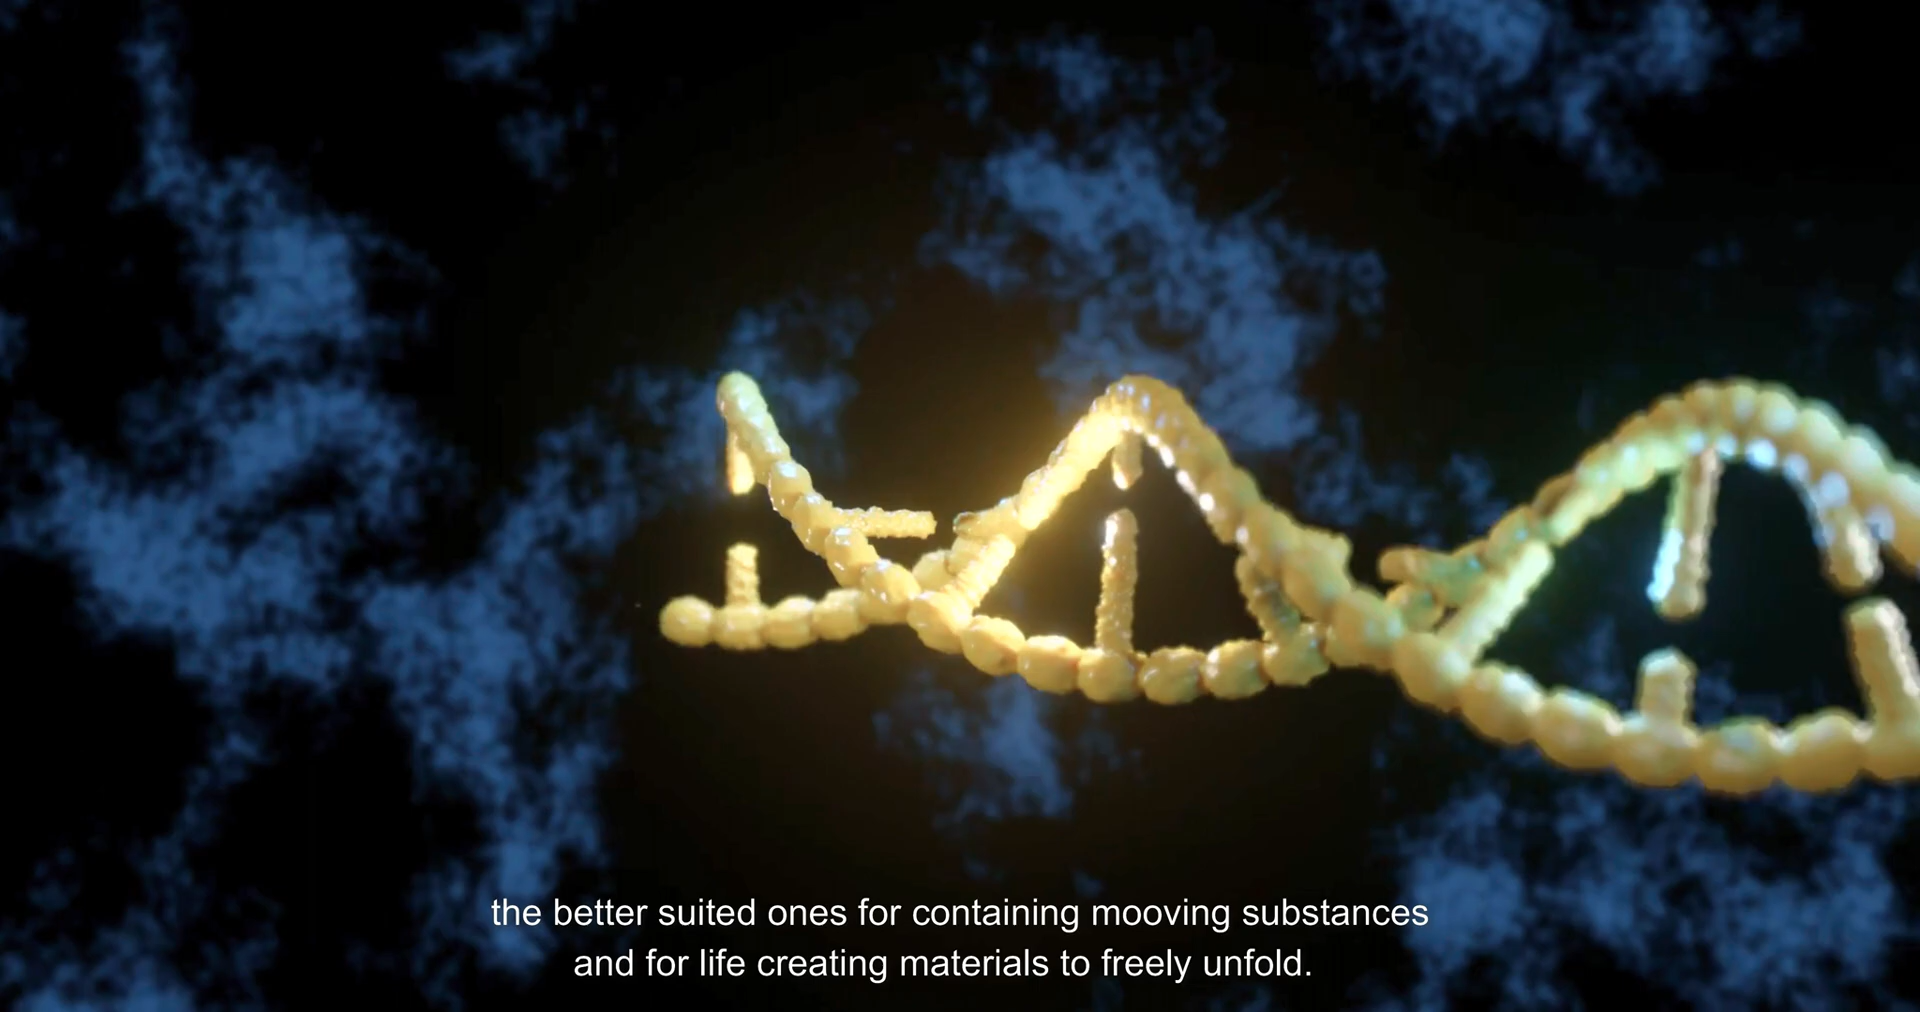 the better suited ones for containing mooving substances
and for life creating materials to freely unfold.